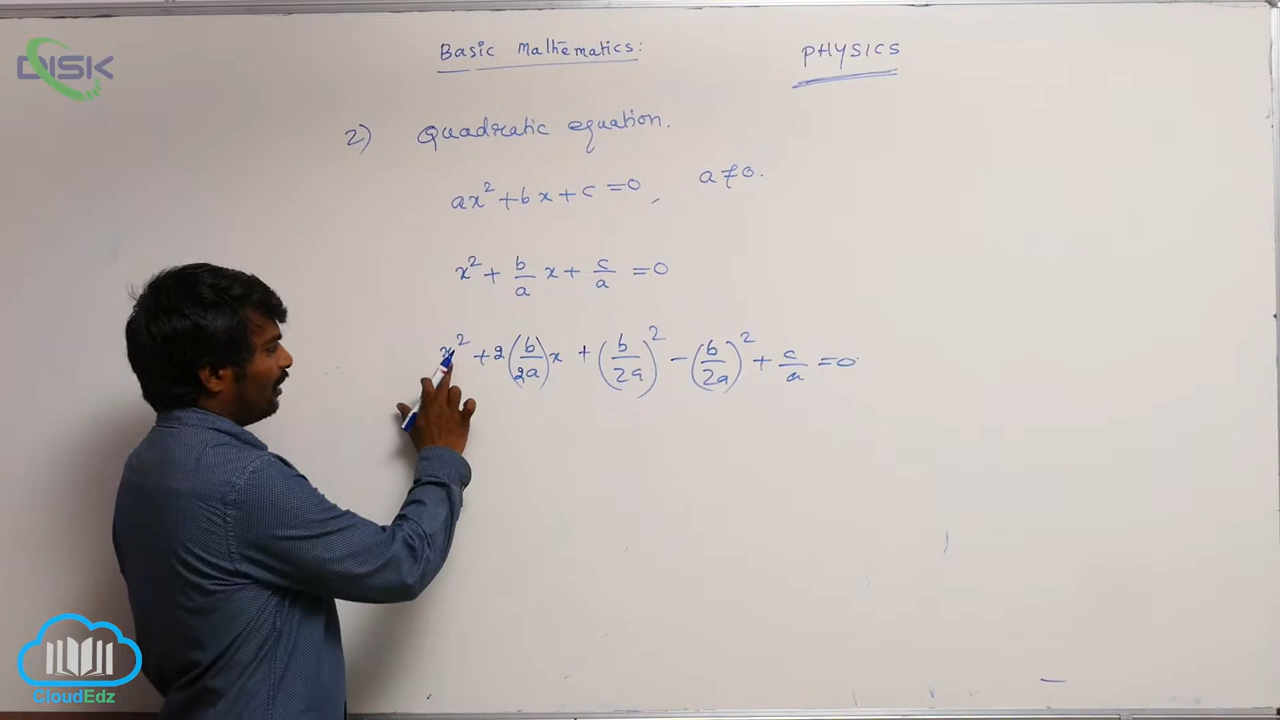 DISK
Basic Mathematics: PHYSICS
2) Quadratic equation.
ax² + bx + c = 0, a ≠ 0.
x² + b/a x + c/a = 0
x² + 2(b/2a)x + (b/2a)² - (b/2a)² + c/a = 0
CloudEdz